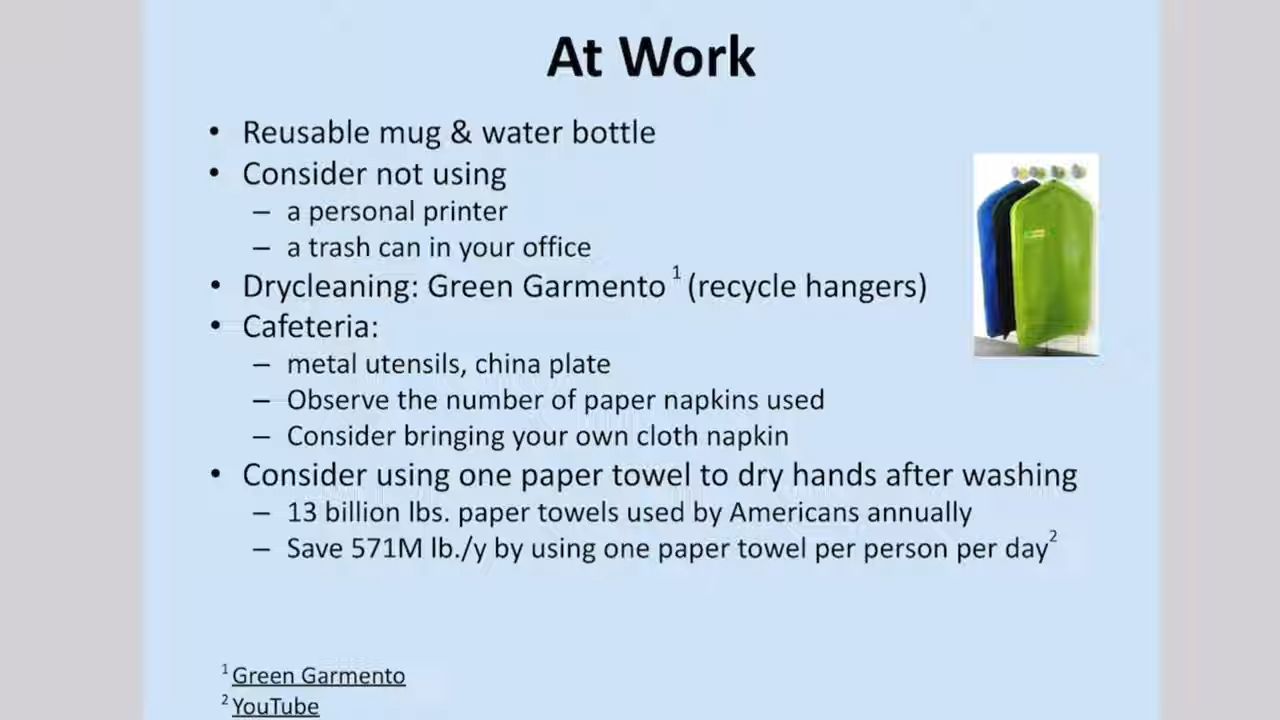 At Work
• Reusable mug & water bottle
• Consider not using
– a personal printer
– a trash can in your office
• Drycleaning: Green Garmento 1 (recycle hangers)
• Cafeteria:
– metal utensils, china plate
– Observe the number of paper napkins used
– Consider bringing your own cloth napkin
• Consider using one paper towel to dry hands after washing
– 13 billion lbs. paper towels used by Americans annually
– Save 571M lb./y by using one paper towel per person per day2
1 Green Garmento
2 YouTube